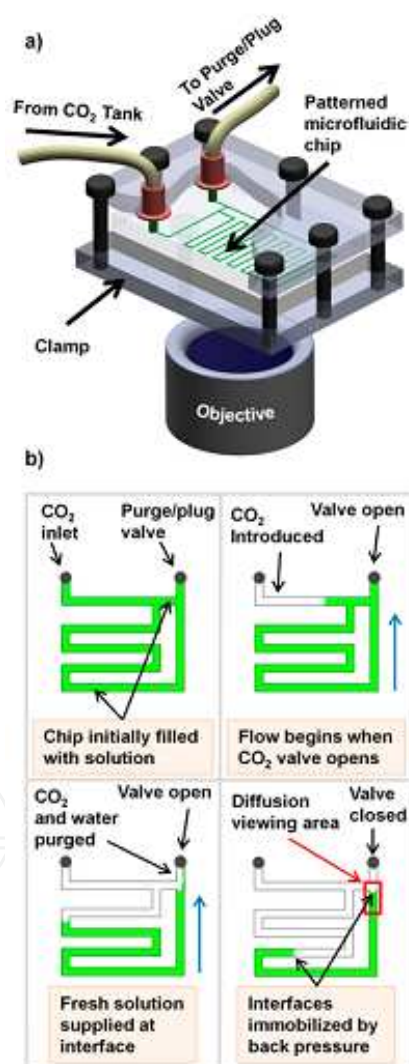 a)
From CO₂ Tank
To Purge/Plug
Valve
Patterned
microfluidic
chip
Clamp
Objective
b)
CO₂
inlet
Purge/plug
valve
Chip initially filled
with solution
CO₂
Introduced
Valve open
Flow begins when
CO₂ valve opens
CO₂
and water
purged
Valve open
Fresh solution
supplied at
interface
Diffusion
viewing area
Valve
closed
Interfaces
immobilized by
back pressure